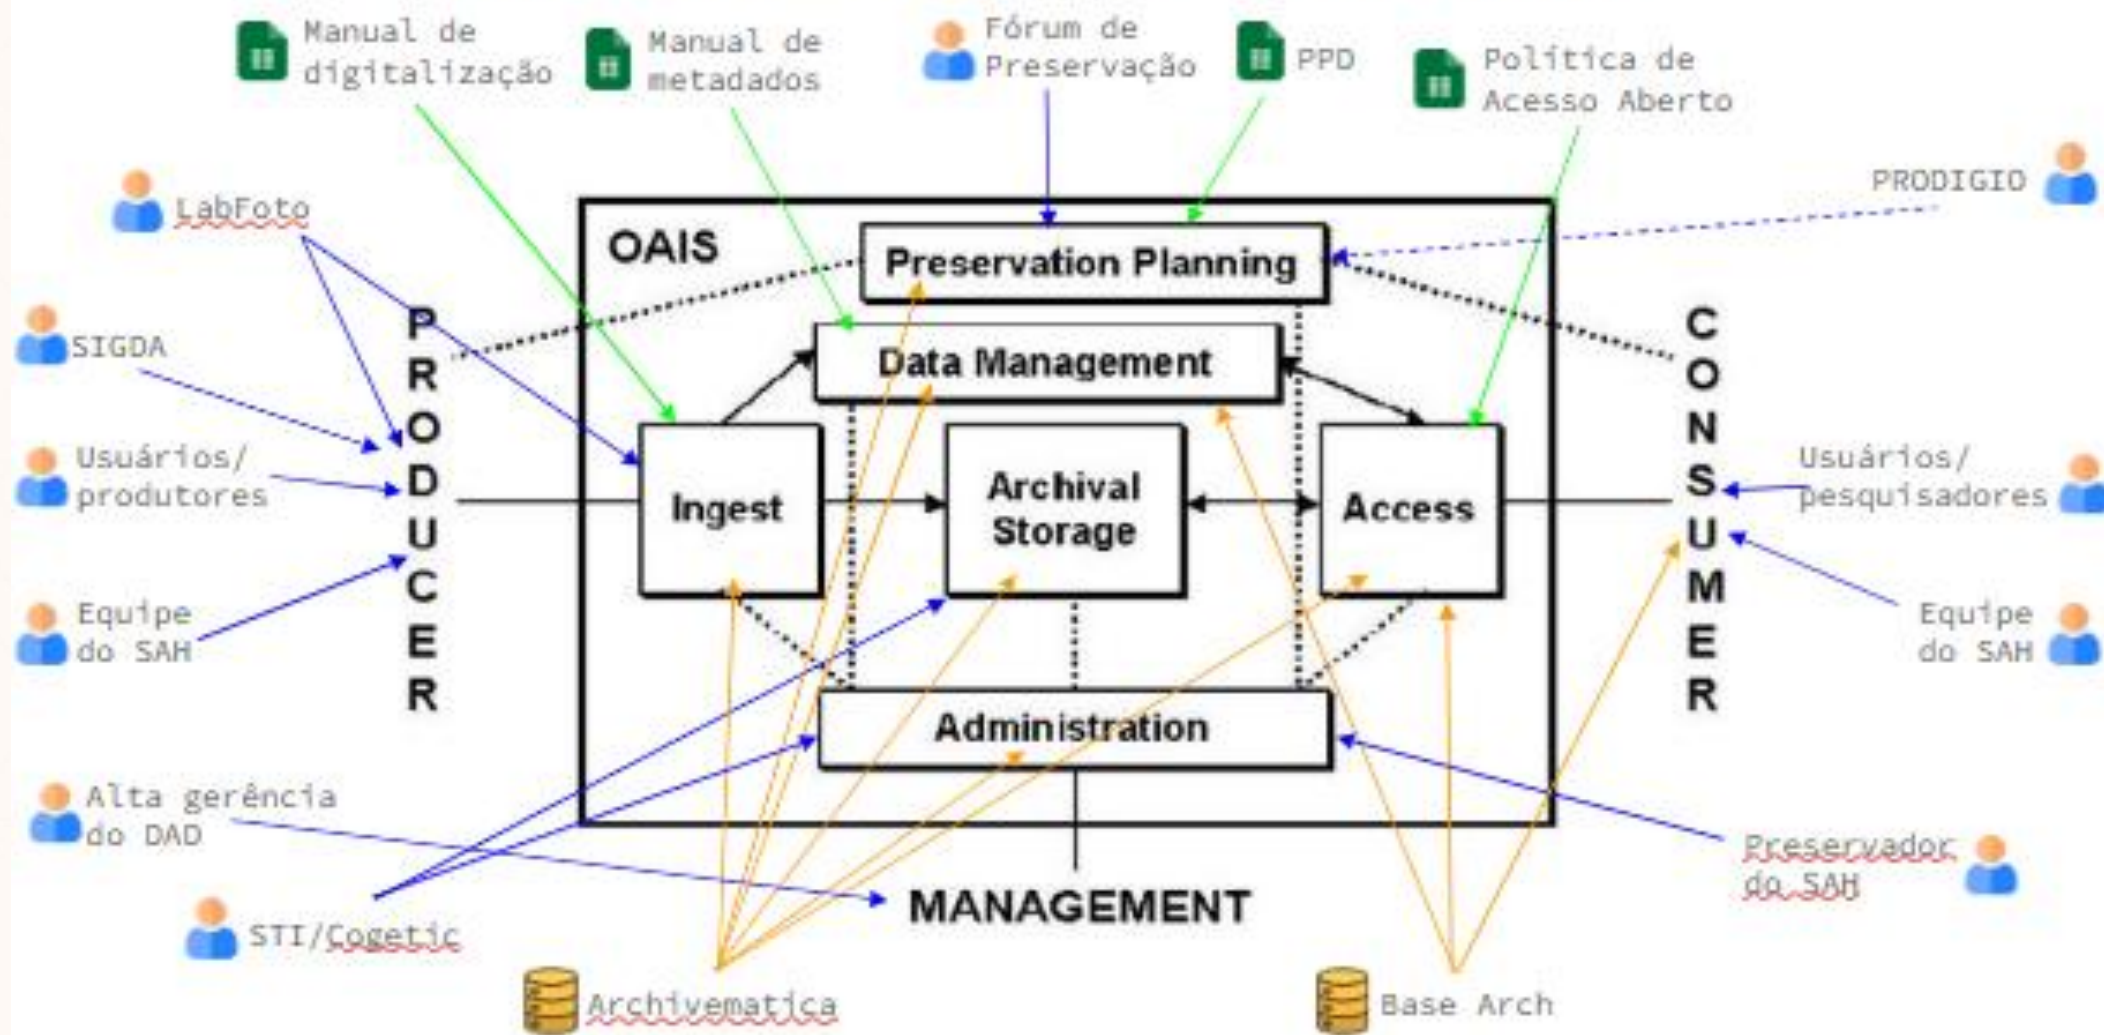 Manual de
digitalização
Manual de
metadados
Fórum de
Preservação
PPD
Política de
Acesso Aberto
PRODIGIO
LabFoto
OAIS
Preservation Planning
SIGDA
PRODUCER
CONSUMER
Data Management
Usuários/
produtores
Ingest
Archival
Storage
Access
Usuários/
pesquisadores
Equipe
do SAH
Equipe
do SAH
Administration
Alta gerência
do DAD
Preservador
do SAH
MANAGEMENT
STI/Cogetic
Archivematica
Base Arch